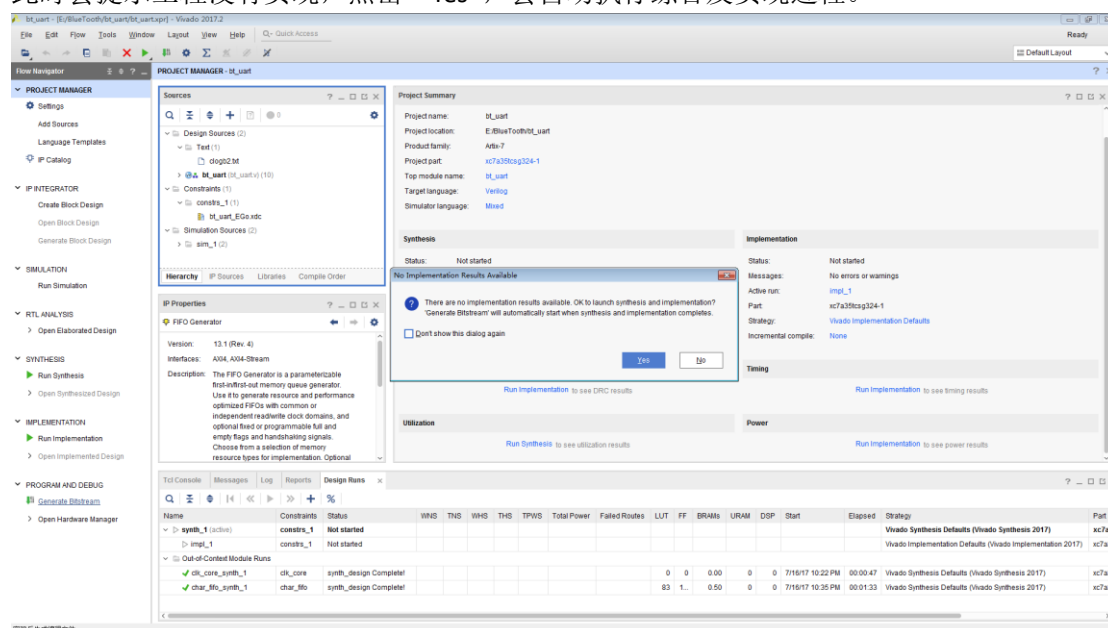 此时会提示工程没有实现，点击“Yes”，会自动执行综合及实现过程。
bt_uart - [E:/BlueTooth/bt_uart/bt_uart.xpr] - Vivado 2017.2
File Edit Flow Tools Window Layout View Help Quick Access
Ready
Default Layout
Flow Navigator
PROJECT MANAGER - bt_uart
PROJECT MANAGER
Settings
Add Sources
Language Templates
IP Catalog
IP INTEGRATOR
Create Block Design
Open Block Design
Generate Block Design
SIMULATION
Run Simulation
RTL ANALYSIS
Open Elaborated Design
SYNTHESIS
Run Synthesis
Open Synthesized Design
IMPLEMENTATION
Run Implementation
Open Implemented Design
PROGRAM AND DEBUG
Generate Bitstream
Open Hardware Manager
Sources
0
Design Sources (2)
Text (1)
clogb2.txt
bt_uart (bt_uart.v) (10)
Constraints (1)
constrs_1 (1)
bt_uart_EGo.xdc
Simulation Sources (2)
sim_1 (2)
Hierarchy IP Sources Libraries Compile Order
IP Properties
FIFO Generator
Version: 13.1 (Rev. 4)
Interfaces: AXI4, AXI4-Stream
Description: The FIFO Generator is a parameterizable
first-in/first-out memory queue generator.
Use it to generate resource and performance
optimized FIFOs with common or
independent read/write clock domains, and
optional fixed or programmable full and
empty flags and handshaking signals.
Choose from a selection of memory
resource types for implementation. Optional
Project Summary
Project name: bt_uart
Project location: E:/BlueTooth/bt_uart
Product family: Artix-7
Project part: xc7a35tcsg324-1
Top module name: bt_uart
Target language: Verilog
Simulator language: Mixed
Synthesis
Status: Not started
Implementation
Status: Not started
Messages: No errors or warnings
Active run: impl_1
Part: xc7a35tcsg324-1
Strategy: Vivado Implementation Defaults
Incremental compile: None
No Implementation Results Available
There are no implementation results available. OK to launch synthesis and implementation?
'Generate Bitstream' will automatically start when synthesis and implementation completes.
Don't show this dialog again
Yes No
Run Implementation to see DRC results
Timing
Run Implementation to see timing results
Utilization
Run Synthesis to see utilization results
Power
Run Implementation to see power results
Tcl Console Messages Log Reports Design Runs
Name Constraints Status WNS TNS WHS THS TPWS Total Power Failed Routes LUT FF BRAMs URAM DSP Start Elapsed Strategy Part
synth_1 (active) constrs_1 Not started Vivado Synthesis Defaults (Vivado Synthesis 2017) xc7a
impl_1 constrs_1 Not started Vivado Implementation Defaults (Vivado Implementation 2017) xc7a
Out-of-Context Module Runs
clk_core_synth_1 clk_core synth_design Complete! 0 0 0.00 0 0 7/16/17 10:22 PM 00:00:47 Vivado Synthesis Defaults (Vivado Synthesis 2017) xc7a
char_fifo_synth_1 char_fifo synth_design Complete! 83 1... 0.50 0 0 7/16/17 10:35 PM 00:01:33 Vivado Synthesis Defaults (Vivado Synthesis 2017) xc7a